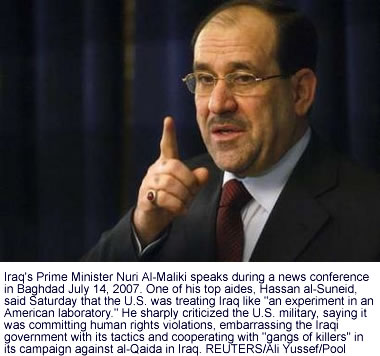 Iraq's Prime Minister Nuri Al-Maliki speaks during a news conference
in Baghdad July 14, 2007. One of his top aides, Hassan al-Suneid,
said Saturday that the U.S. was treating Iraq like "an experiment in an
American laboratory." He sharply criticized the U.S. military, saying it
was committing human rights violations, embarrassing the Iraqi
government with its tactics and cooperating with "gangs of killers" in
its campaign against al-Qaida in Iraq. REUTERS/Ali Yussef/Pool